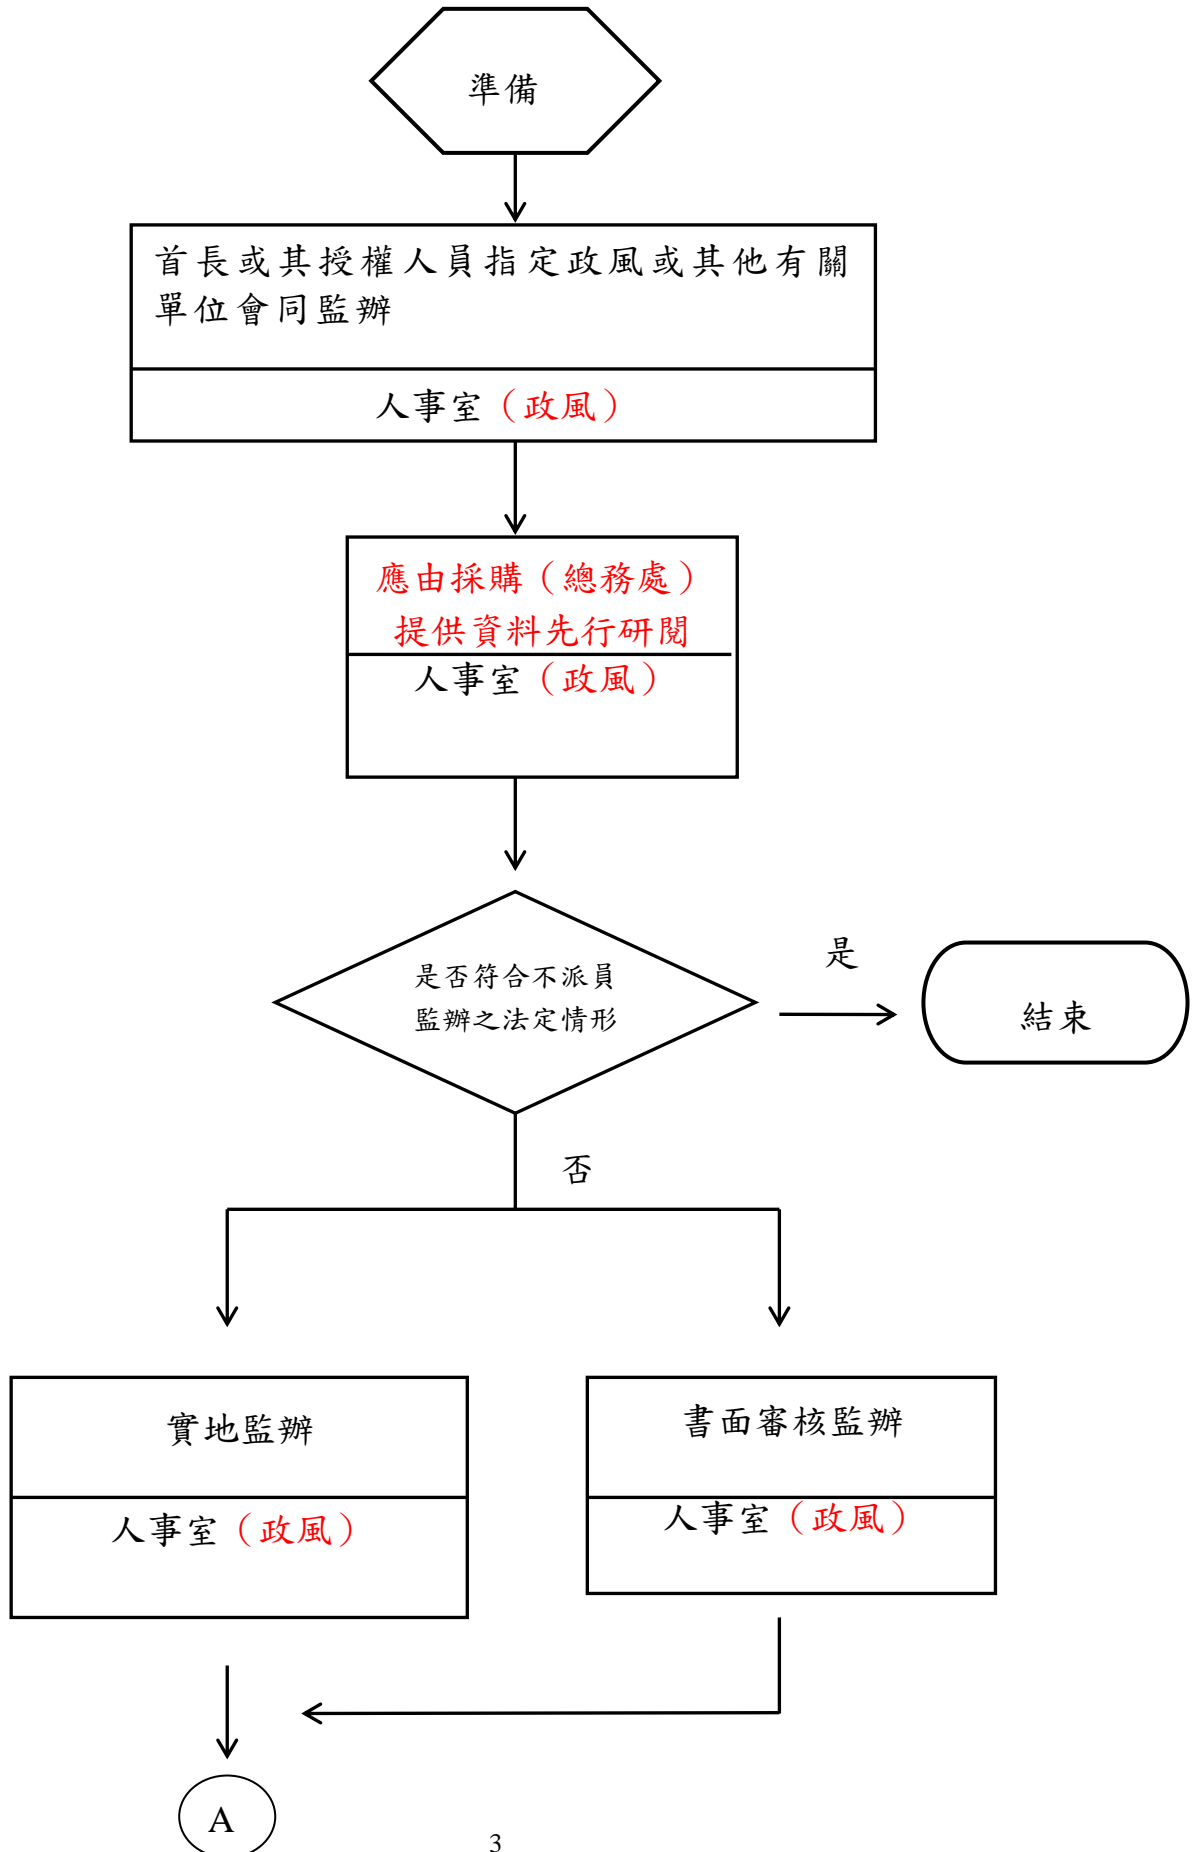 準備
首長或其授權人員指定政風或其他有關
單位會同監辦
人事室（政風）
應由採購（總務處）
提供資料先行研閱
人事室（政風）
是否符合不派員
監辦之法定情形
是
結束
否
實地監辦
人事室（政風）
書面審核監辦
人事室（政風）
A
3